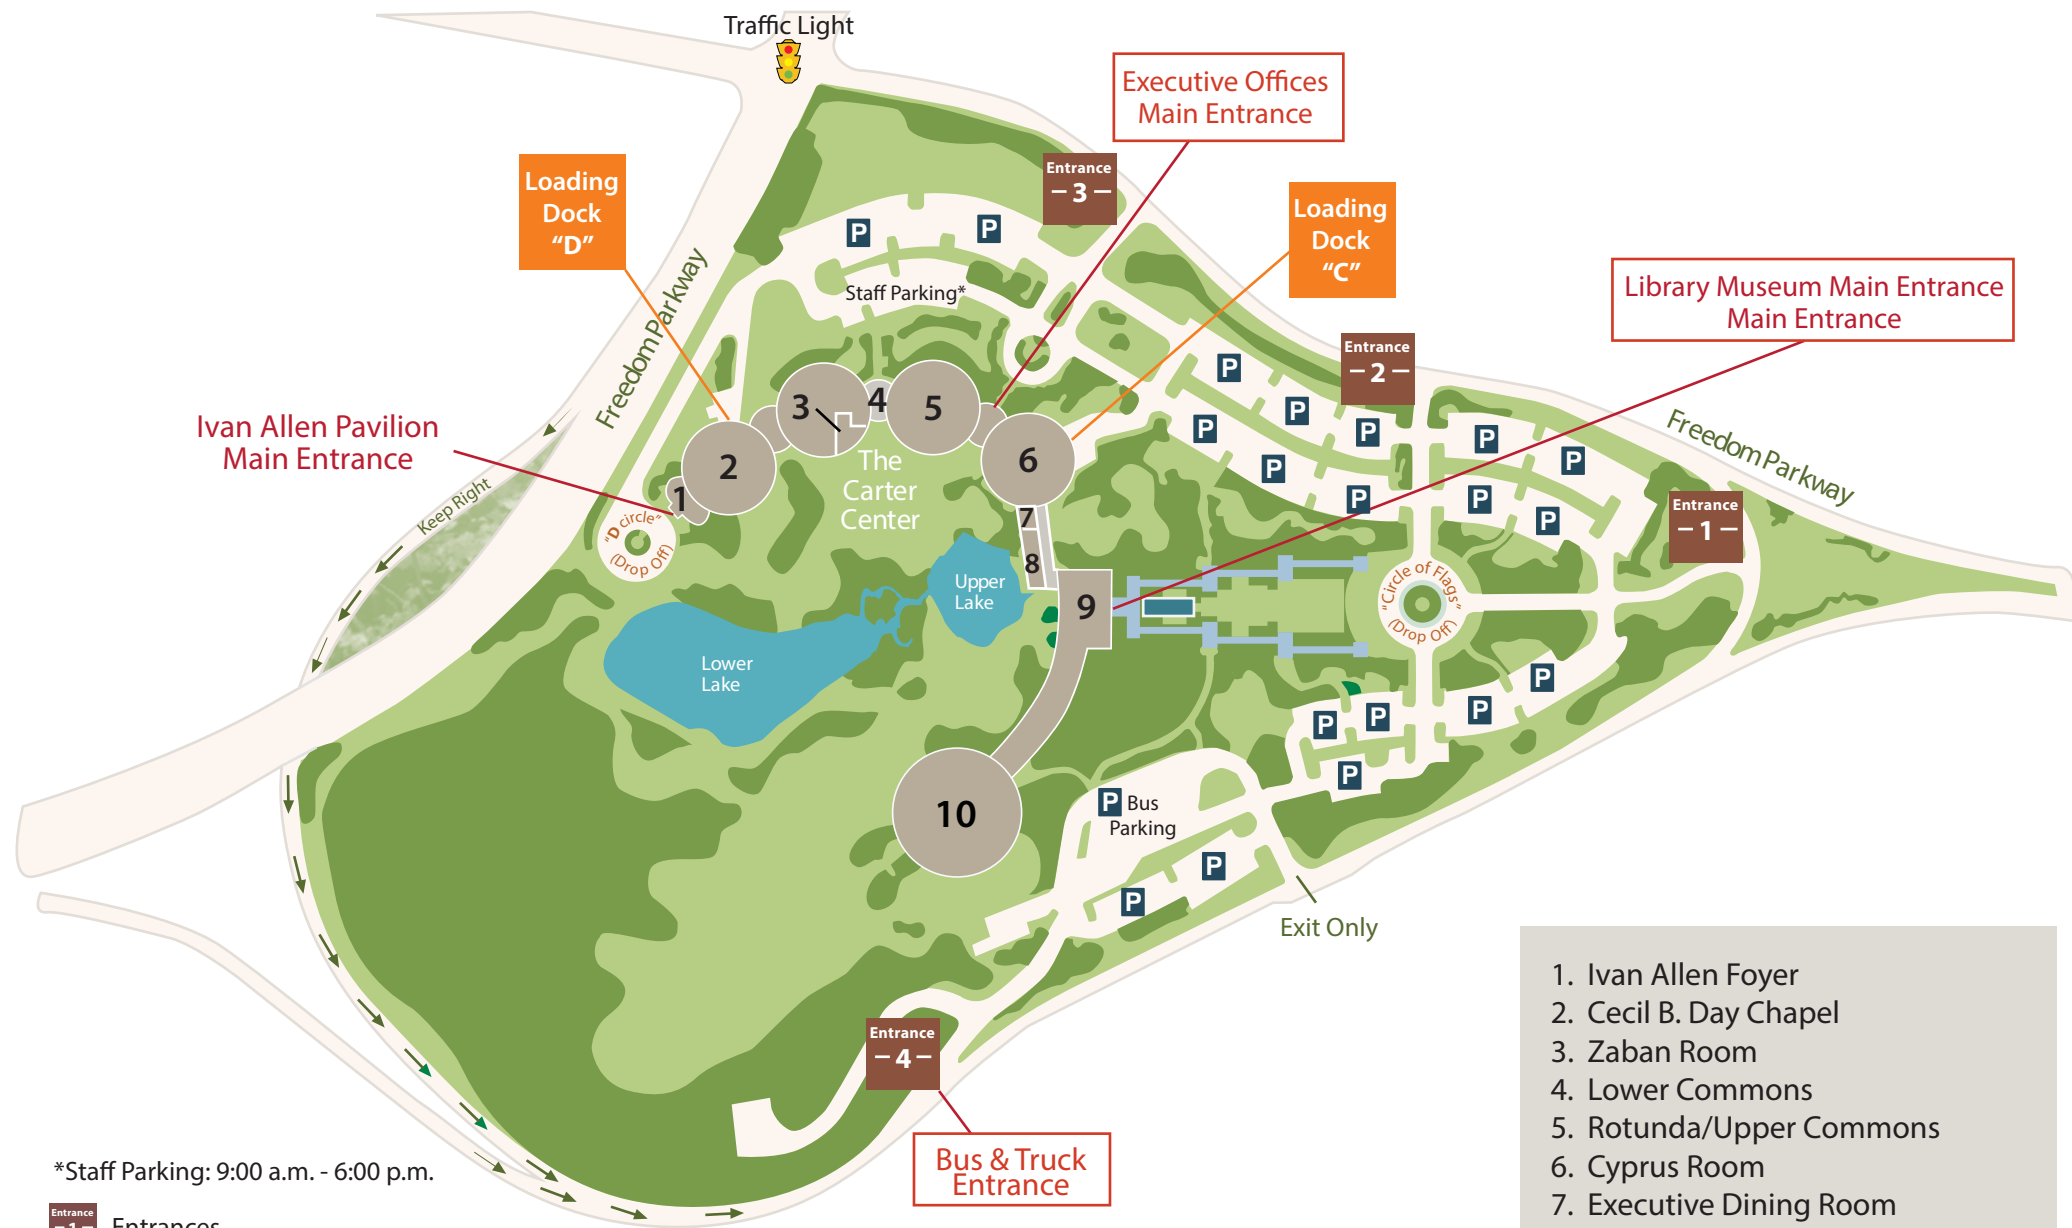 Traffic Light
Executive Offices
Main Entrance
Entrance
– 3 –
Loading
Dock
“D”
Loading
Dock
“C”
P
P
Staff Parking*
Library Museum Main Entrance
Main Entrance
Freedom Parkway
Entrance
– 2 –
P
P
P
P
P
P
P
P
P
P
Freedom Parkway
Ivan Allen Pavilion
Main Entrance
Keep Right
3
4
5
2
6
1
The
Carter
Center
Entrance
– 1 –
“D circle”
(Drop Off)
7
8
Upper
Lake
9
“Circle of Flags”
(Drop Off)
Lower
Lake
P
P
P
P
P
10
P Bus
Parking
P
P
Exit Only
Entrance
– 4 –
Bus & Truck
Entrance
1. Ivan Allen Foyer
2. Cecil B. Day Chapel
3. Zaban Room
4. Lower Commons
5. Rotunda/Upper Commons
6. Cyprus Room
7. Executive Dining Room
*Staff Parking: 9:00 a.m. - 6:00 p.m.
Entrance
– 1 –
Entrances